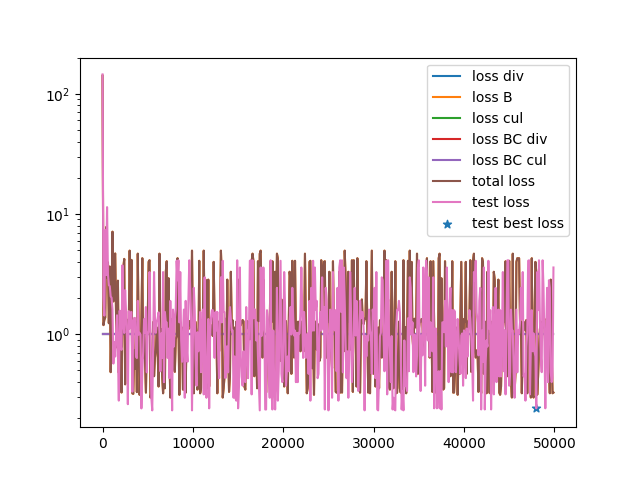 loss div
loss B
loss cul
loss BC div
loss BC cul
total loss
test loss
test best loss
10²
10¹
10⁰
0 10000 20000 30000 40000 50000